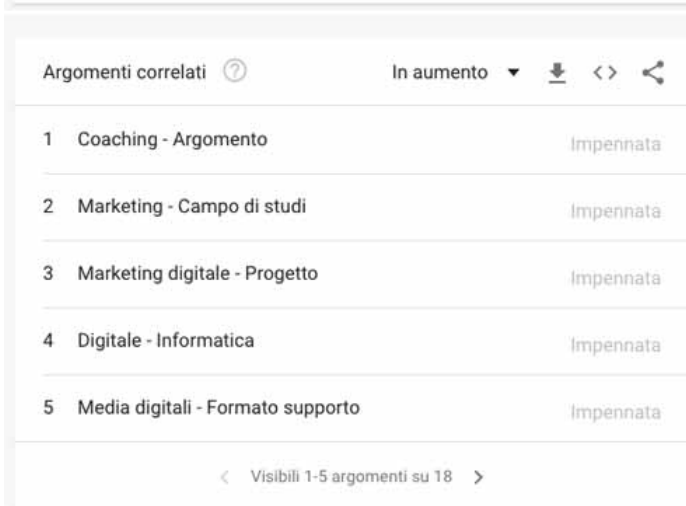 Argomenti correlati ? In aumento
1 Coaching - Argomento Impennata
2 Marketing - Campo di studi Impennata
3 Marketing digitale - Progetto Impennata
4 Digitale - Informatica Impennata
5 Media digitali - Formato supporto Impennata
Visibili 1-5 argomenti su 18